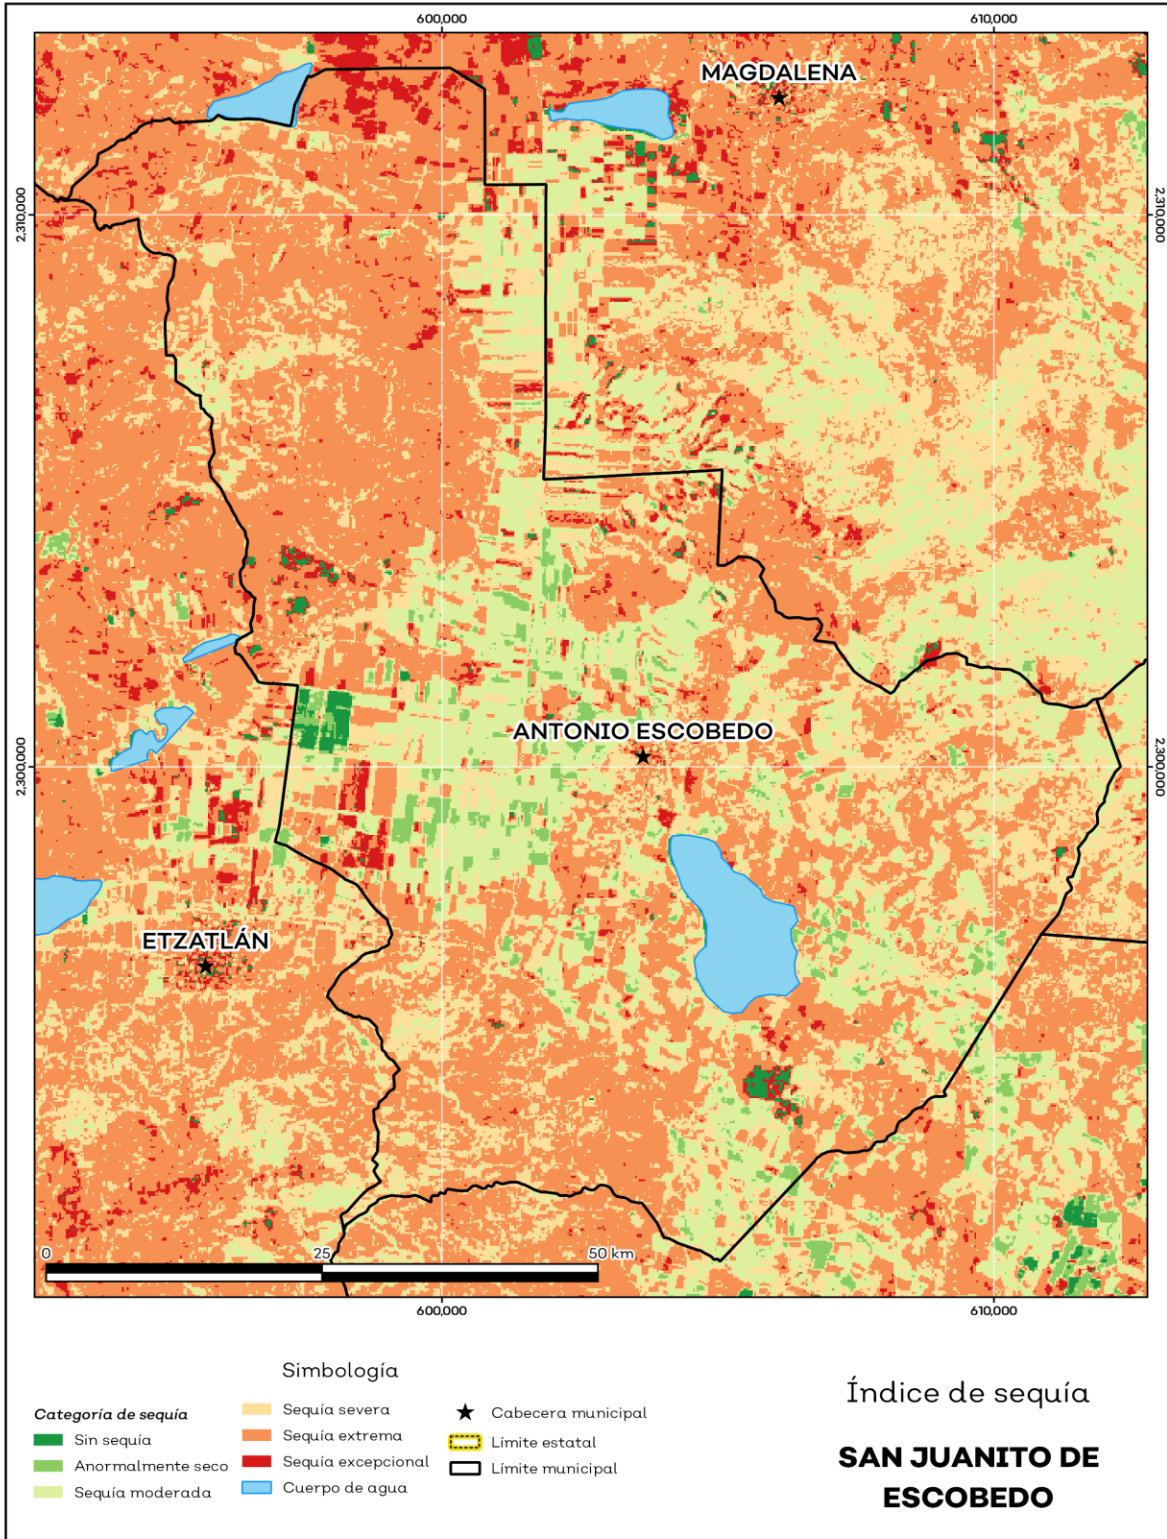 600,000
610,000
MAGDALENA
2,310,000
2,310,000
ANTONIO ESCOBEDO
2,300,000
2,300,000
ETZATLÁN
0
25
50 km
600,000
610,000
Simbología
Categoría de sequía
Sin sequía
Anormalmente seco
Sequía moderada
Sequía severa
Sequía extrema
Sequía excepcional
Cuerpo de agua
Cabecera municipal
Límite estatal
Límite municipal
Índice de sequía
SAN JUANITO DE
ESCOBEDO